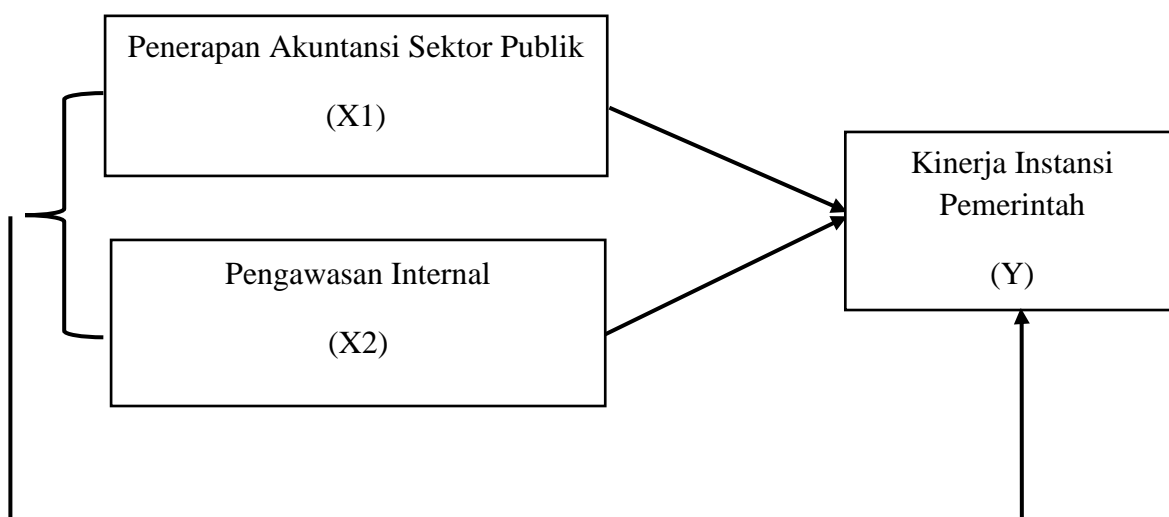 Penerapan Akuntansi Sektor Publik
(X1)
Pengawasan Internal
(X2)
Kinerja Instansi
Pemerintah
(Y)